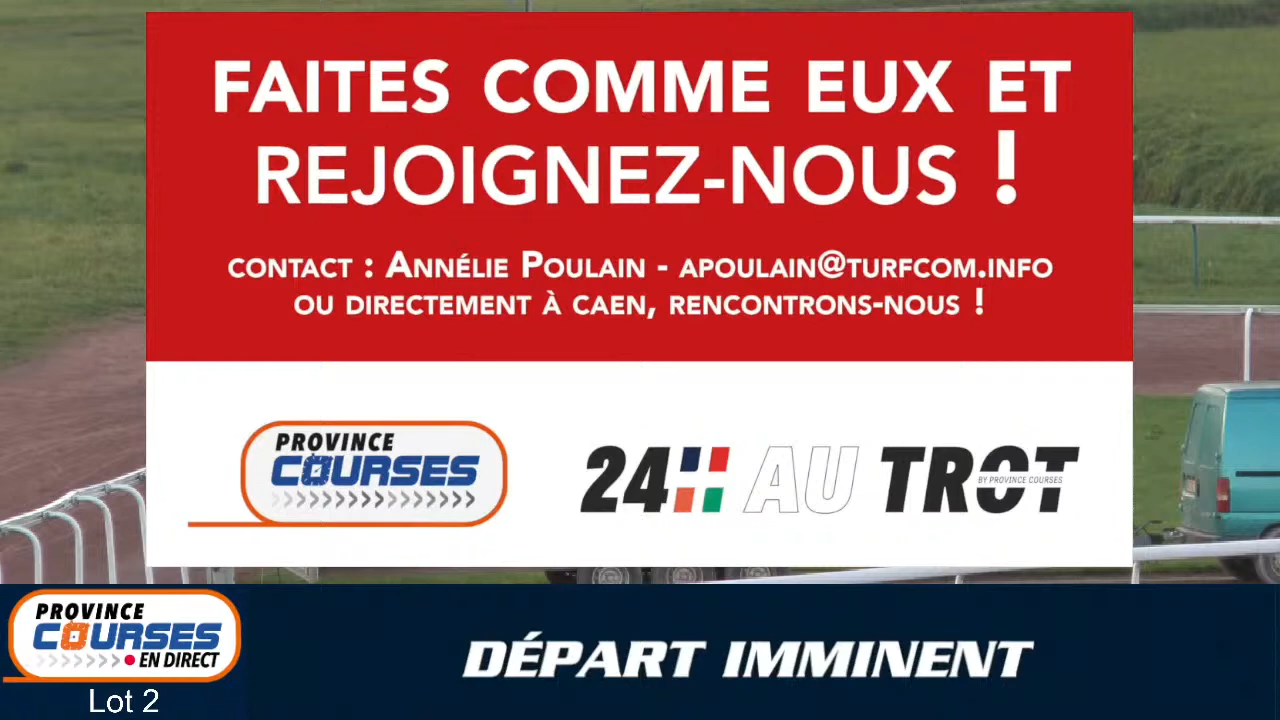 FAITES COMME EUX ET
REJOIGNEZ-NOUS !
CONTACT : ANNÉLIE POULAIN - APOULAIN@TURFCOM.INFO
OU DIRECTEMENT À CAEN, RENCONTRONS-NOUS !
PROVINCE
COURSES
24H AU TROT
BY PROVINCE COURSES
PROVINCE
COURSES
EN DIRECT
Lot 2
DÉPART IMMINENT